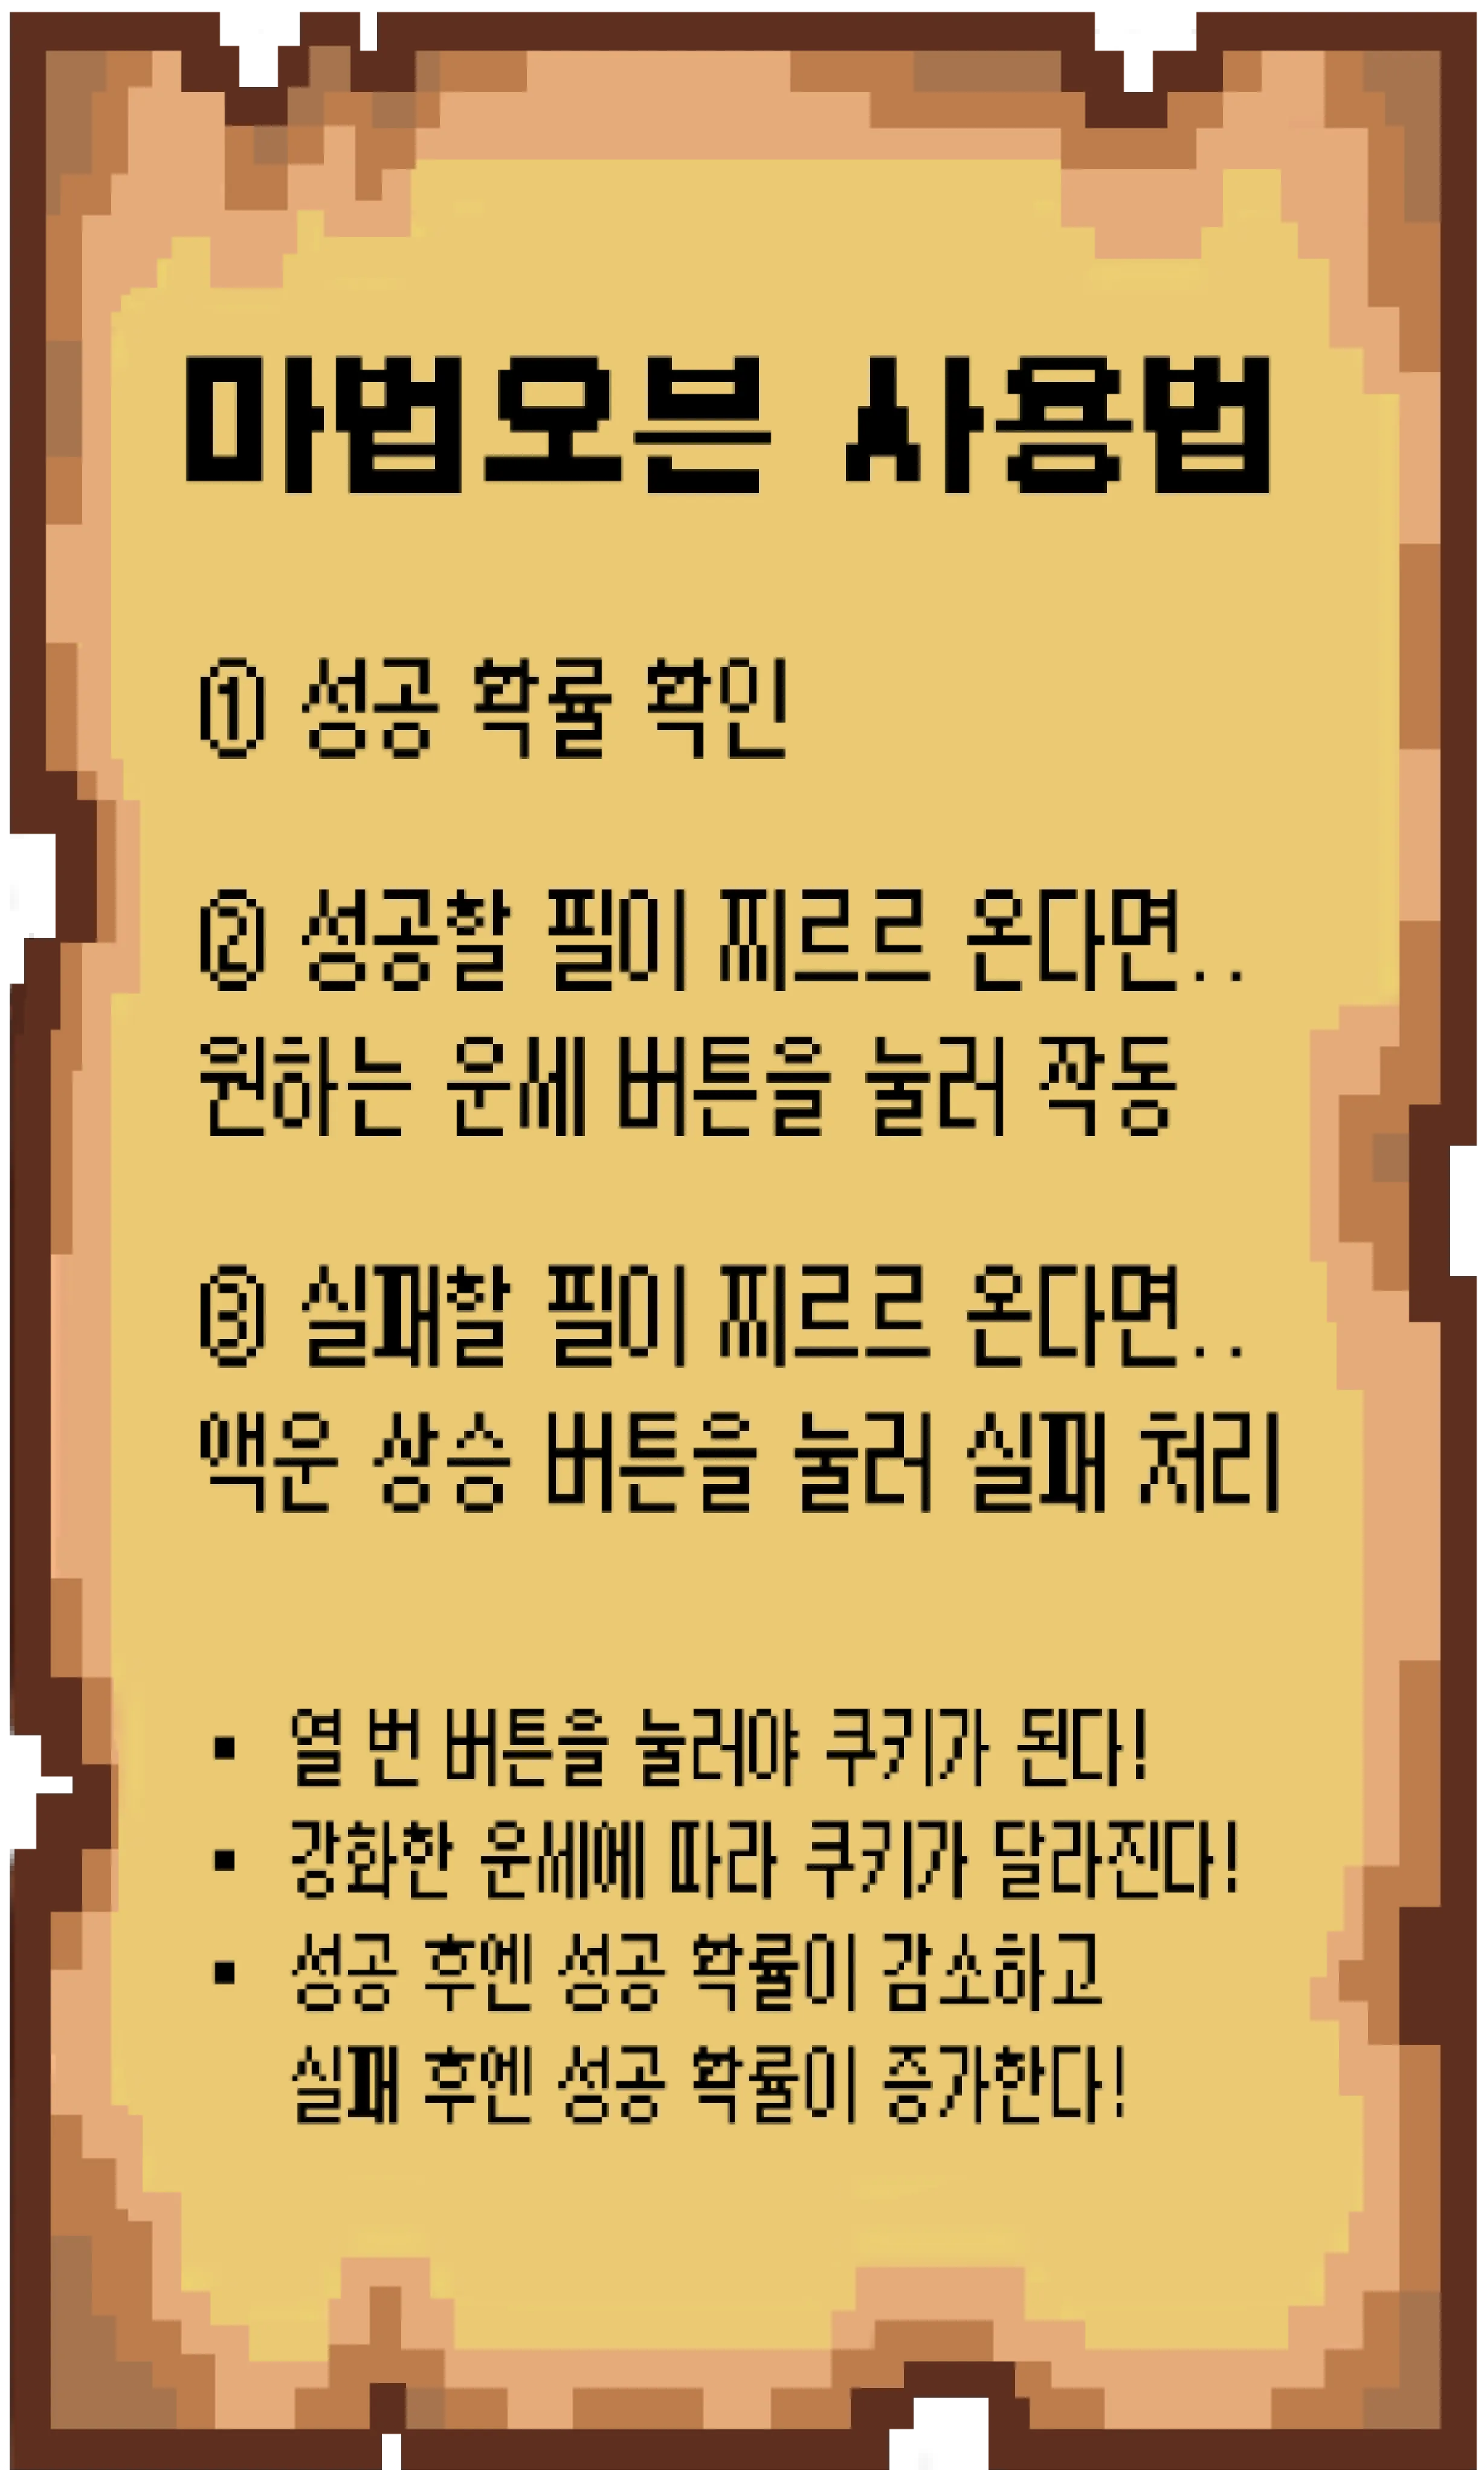 마법오븐 사용법
① 성공 확률 확인
② 성공할 필이 찌르르 온다면..
원하는 운세 버튼을 눌러 작동
③ 실패할 필이 찌르르 온다면..
액운 상승 버튼을 눌러 실패 처리
▪ 열 번 버튼을 눌러야 쿠키가 된다!
▪ 강화한 운세에 따라 쿠키가 달라진다!
▪ 성공 후엔 성공 확률이 감소하고
실패 후엔 성공 확률이 증가한다!